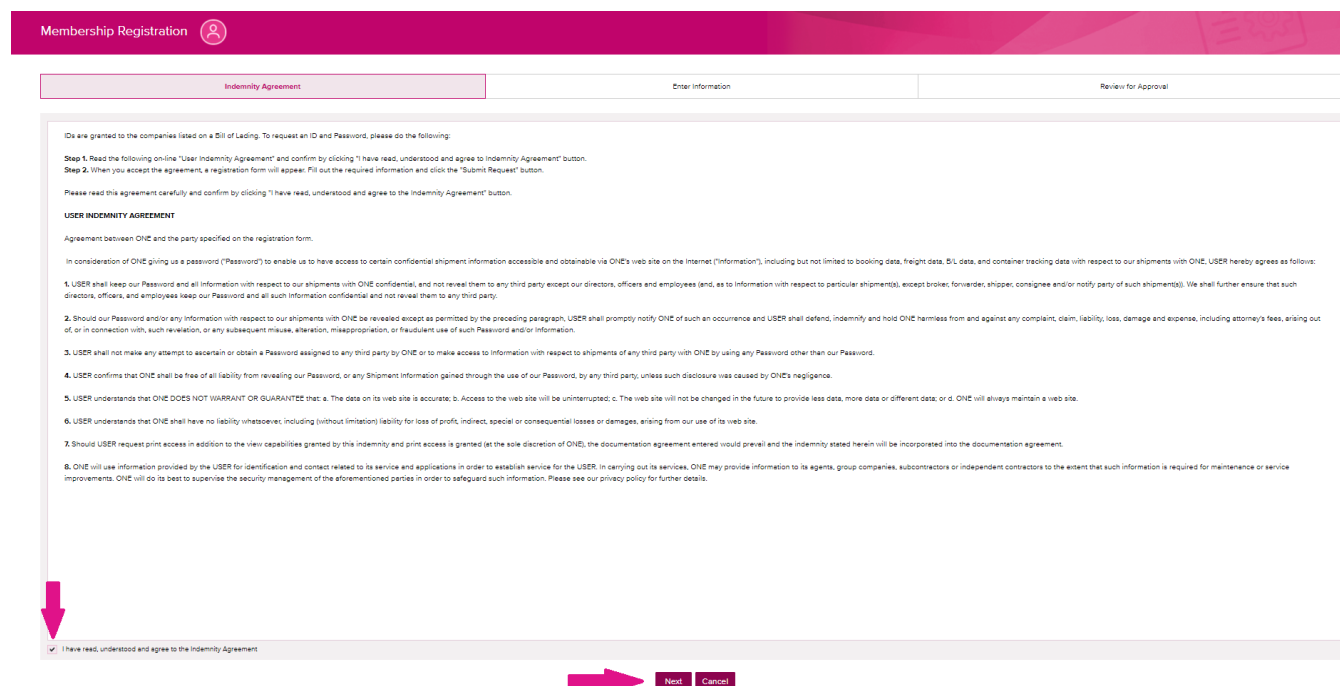 Membership Registration
Indemnity Agreement
Enter Information
Review for Approval
IDs are granted to the companies listed on a Bill of Lading. To request an ID and Password, please do the following:
Step 1. Read the following on-line "User Indemnity Agreement" and confirm by clicking "I have read, understood and agree to Indemnity Agreement" button.
Step 2. When you accept the agreement, a registration form will appear. Fill out the required information and click the "Submit Request" button.
Please read this agreement carefully and confirm by clicking "I have read, understood and agree to the Indemnity Agreement" button.
USER INDEMNITY AGREEMENT
Agreement between ONE and the party specified on the registration form.
In consideration of ONE giving us a password ("Password") to enable us to have access to certain confidential shipment information accessible and obtainable via ONE's web site on the Internet ("Information"), including but not limited to booking data, freight data, B/L data, and container tracking data with respect to our shipments with ONE, USER hereby agrees as follows:
1. USER shall keep our Password and all Information with respect to our shipments with ONE confidential, and not reveal them to any third party except our directors, officers and employees (and, as to Information with respect to particular shipment(s), except broker, forwarder, shipper, consignee and/or notify party of such shipment(s)). We shall further ensure that such
directors, officers, and employees keep our Password and all such Information confidential and not reveal them to any third party.
2. Should our Password and/or any Information with respect to our shipments with ONE be revealed except as permitted by the preceding paragraph, USER shall promptly notify ONE of such an occurrence and USER shall defend, indemnify and hold ONE harmless from and against any complaint, claim, liability, loss, damage and expense, including attorney's fees, arising out
of, or in connection with, such revelation, or any subsequent misuse, alteration, misappropriation, or fraudulent use of such Password and/or Information.
3. USER shall not make any attempt to ascertain or obtain a Password assigned to any third party by ONE or to make access to Information with respect to shipments of any third party with ONE by using any Password other than our Password.
4. USER confirms that ONE shall be free of all liability from revealing our Password, or any Shipment Information gained through the use of our Password, by any third party, unless such disclosure was caused by ONE's negligence.
5. USER understands that ONE DOES NOT WARRANT OR GUARANTEE that: a. The data on its web site is accurate; b. Access to the web site will be uninterrupted; c. The web site will not be changed in the future to provide less data, more data or different data; or d. ONE will always maintain a web site.
6. USER understands that ONE shall have no liability whatsoever, including (without limitation) liability for loss of profit, indirect, special or consequential losses or damages, arising from our use of its web site.
7. Should USER request print access in addition to the view capabilities granted by this indemnity and print access is granted (at the sole discretion of ONE), the documentation agreement entered would prevail and the indemnity stated herein will be incorporated into the documentation agreement.
8. ONE will use information provided by the USER for identification and contact related to its service and applications in order to establish service for the USER. In carrying out its services, ONE may provide information to its agents, group companies, subcontractors or independent contractors to the extent that such information is required for maintenance or service
improvements. ONE will do its best to supervise the security management of the aforementioned parties in order to safeguard such information. Please see our privacy policy for further details.
I have read, understood and agree to the Indemnity Agreement
Next Cancel